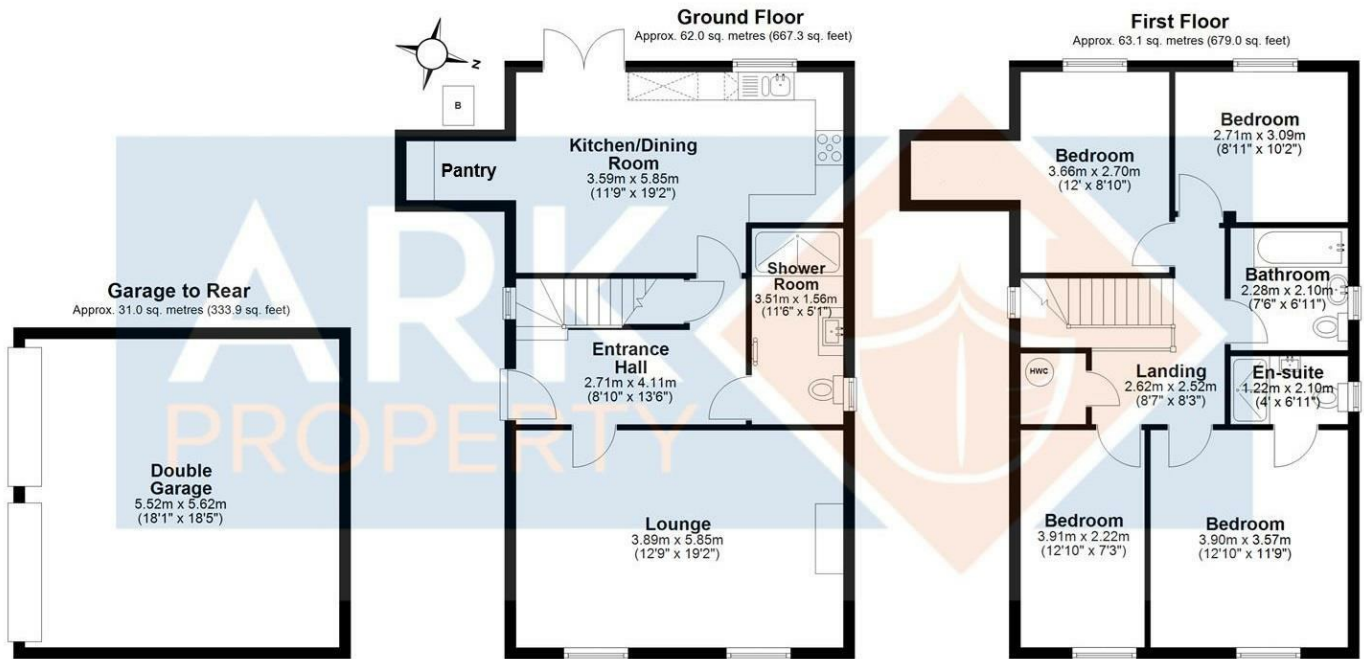 Ground Floor
Approx. 62.0 sq. metres (667.3 sq. feet)
N
B
Pantry
Kitchen/Dining
Room
3.59m x 5.85m
(11'9" x 19'2")
Shower
Room
3.51m x 1.56m
(11'6" x 5'1")
Entrance
Hall
2.71m x 4.11m
(8'10" x 13'6")
Lounge
3.89m x 5.85m
(12'9" x 19'2")
Garage to Rear
Approx. 31.0 sq. metres (333.9 sq. feet)
Double
Garage
5.52m x 5.62m
(18'1" x 18'5")
First Floor
Approx. 63.1 sq. metres (679.0 sq. feet)
Bedroom
3.66m x 2.70m
(12' x 8'10")
Bedroom
2.71m x 3.09m
(8'11" x 10'2")
Bathroom
2.28m x 2.10m
(7'6" x 6'11")
HWC
Landing
2.62m x 2.52m
(8'7" x 8'3")
En-suite
1.22m x 2.10m
(4' x 6'11")
Bedroom
3.91m x 2.22m
(12'10" x 7'3")
Bedroom
3.90m x 3.57m
(12'10" x 11'9")
ARK
PROPERTY